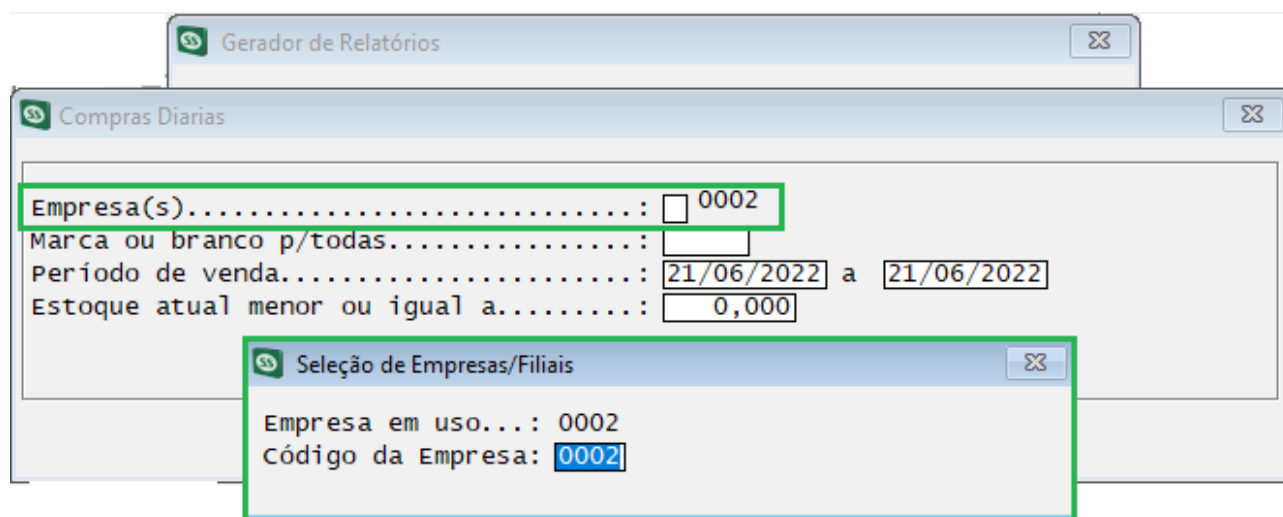 Gerador de Relatórios
Compras Diarias
Empresa(s).............................: 0002
Marca ou branco p/todas................: 
Período de venda.......................: 21/06/2022 a 21/06/2022
Estoque atual menor ou igual a.........: 0,000
Seleção de Empresas/Filiais
Empresa em uso...: 0002
Código da Empresa: 0002